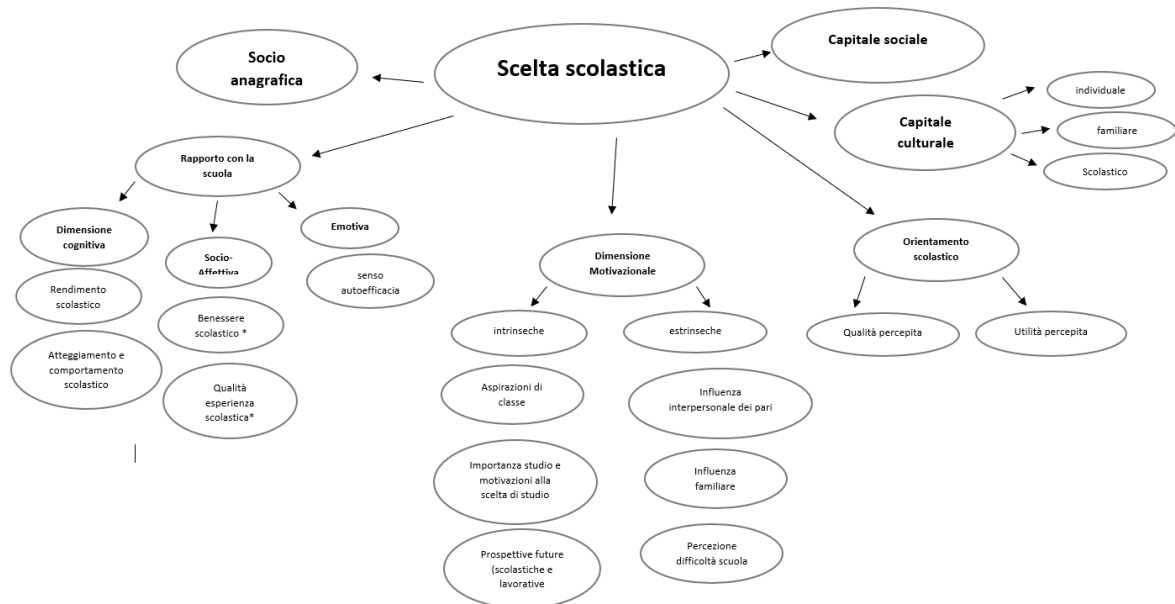 Scelta scolastica
Socio
anagrafica
Capitale sociale
Capitale
culturale
individuale
familiare
Scolastico
Rapporto con la
scuola
Dimensione
cognitiva
Rendimento
scolastico
Atteggiamento e
comportamento
scolastico
Socio-
Affettiva
Benessere
scolastico *
Qualità
esperienza
scolastica*
Emotiva
senso
autoefficacia
Dimensione
Motivazionale
intrinseche
Aspirazioni di
classe
Importanza studio e
motivazioni alla
scelta di studio
Prospettive future
(scolastiche e
lavorative
estrinseche
Influenza
interpersonale dei pari
Influenza
familiare
Percezione
difficoltà scuola
Orientamento
scolastico
Qualità percepita
Utilità percepita